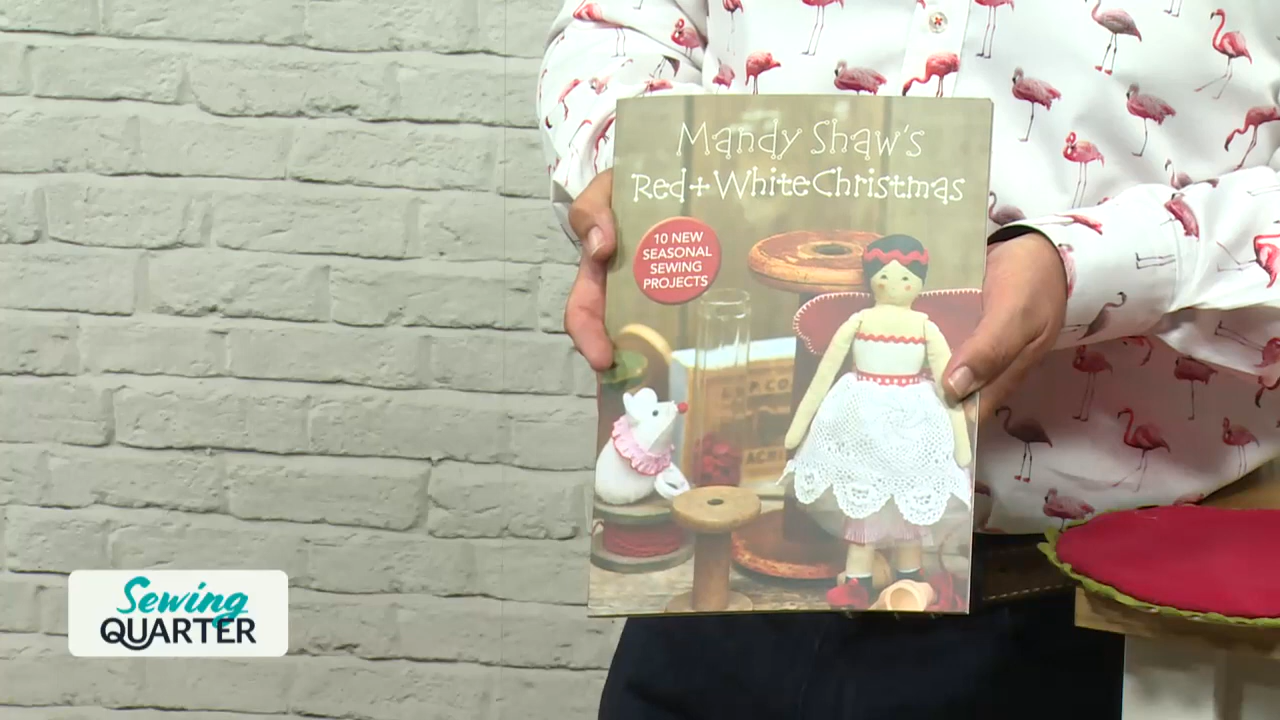 Mandy Shaw's
Red+White Christmas
10 NEW
SEASONAL
SEWING
PROJECTS
Sewing
QUARTER